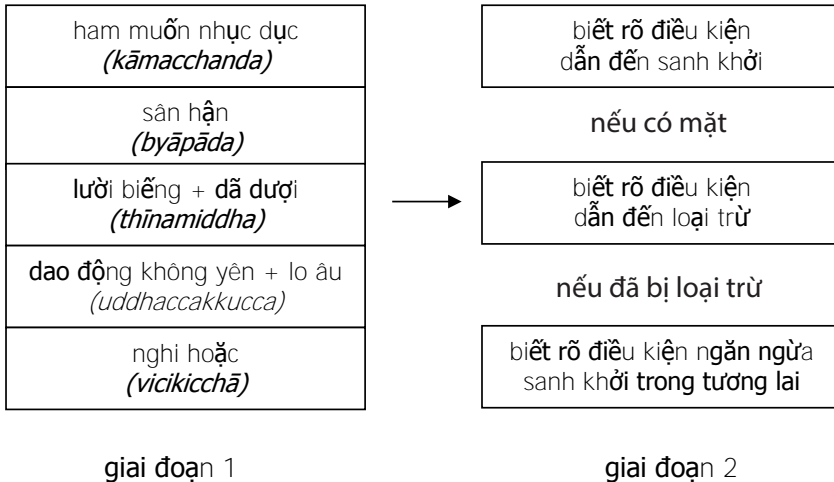 ham muốn nhục dục
(kāmacchanda)
sân hận
(byāpāda)
lười biếng + dã dượi
(thīnamiddha)
dao động không yên + lo âu
(uddhaccakkucca)
nghi hoặc
(vicikicchā)
giai đoạn 1
biết rõ điều kiện
dẫn đến sanh khởi
nếu có mặt
biết rõ điều kiện
dẫn đến loại trừ
nếu đã bị loại trừ
biết rõ điều kiện ngăn ngừa
sanh khởi trong tương lai
giai đoạn 2